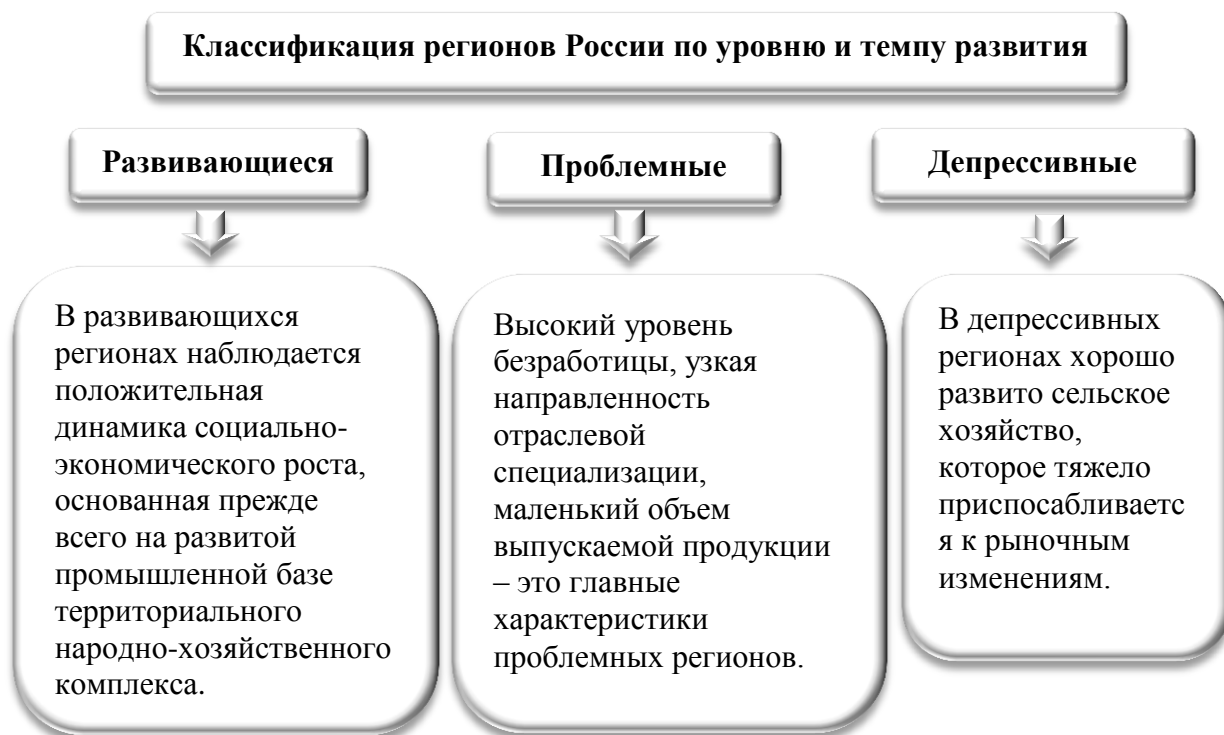 Классификация регионов России по уровню и темпу развития
Развивающиеся
Проблемные
Депрессивные
В развивающихся
регионах наблюдается
положительная
динамика социально-
экономического роста,
основанная прежде
всего на развитой
промышленной базе
территориального
народно-хозяйственного
комплекса.
Высокий уровень
безработицы, узкая
направленность
отраслевой
специализации,
маленький объем
выпускаемой продукции
– это главные
характеристики
проблемных регионов.
В депрессивных
регионах хорошо
развито сельское
хозяйство,
которое тяжело
приспосабливаетс
я к рыночным
изменениям.